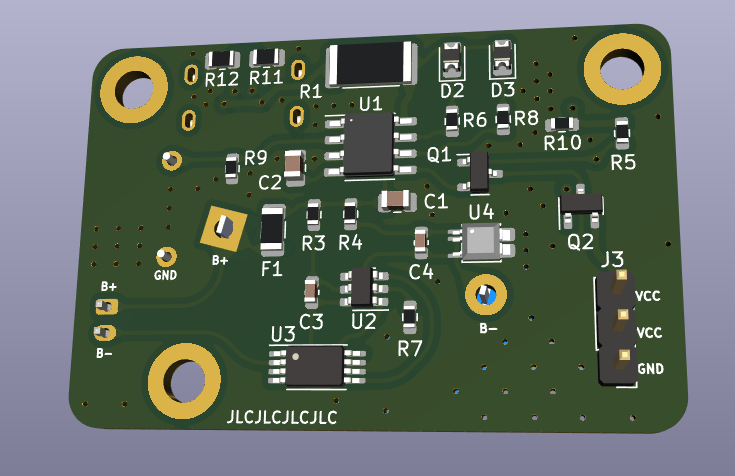 R12
R11
R1
D2
D3
U1
R6
R8
R10
R5
R9
C2
Q1
C1
U4
Q2
F1
R3
R4
C4
J3
B+
GND
B+
B-
C3
U2
R7
B-
VCC
VCC
GND
U3
JLCJLCJLCJLC